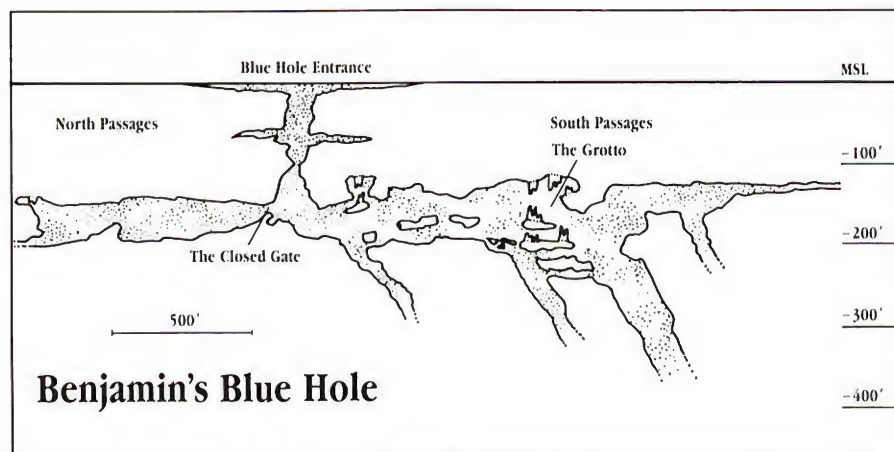 Blue Hole Entrance
MSL
North Passages
South Passages
The Grotto
-100'
The Closed Gate
-200'
500'
-300'
Benjamin's Blue Hole
-400'